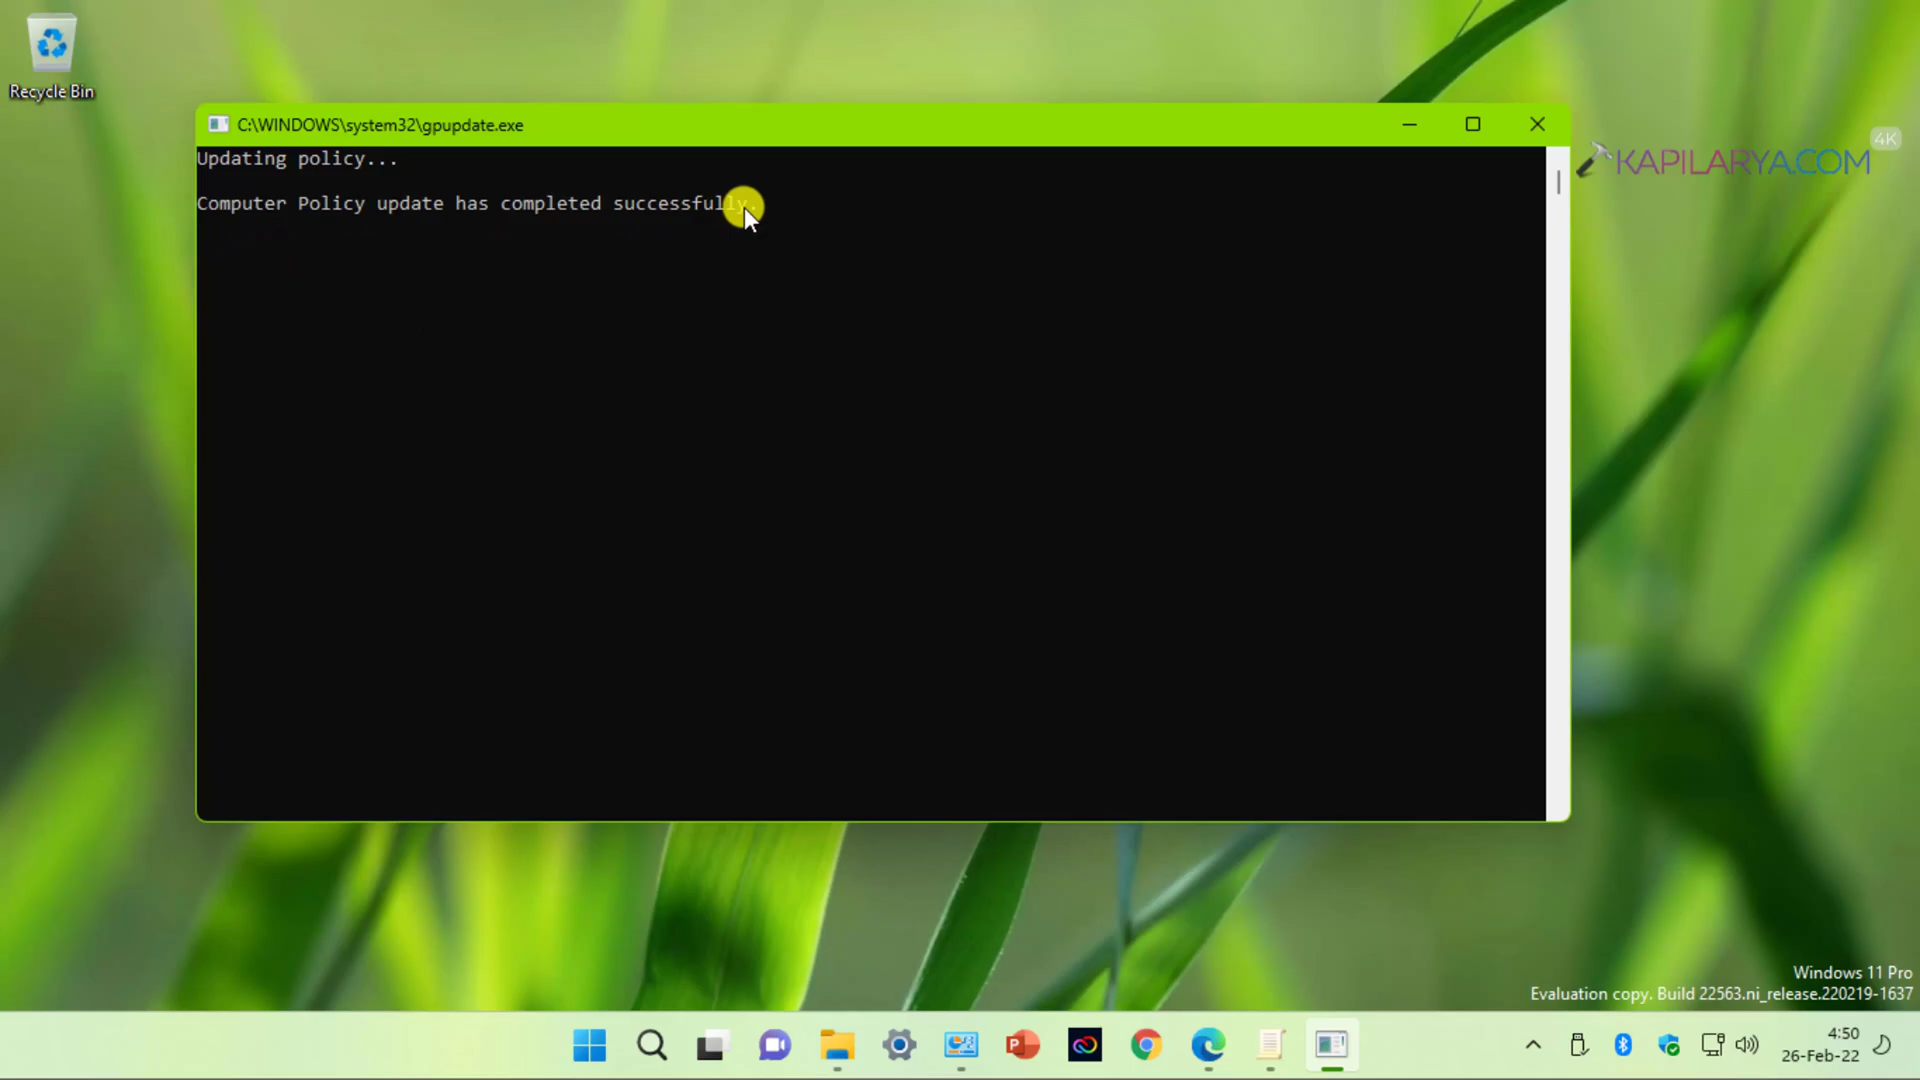 Recycle Bin
C:\WINDOWS\system32\gpupdate.exe
Updating policy...
Computer Policy update has completed successfully.
4K
KAPILARYA.COM
Windows 11 Pro
Evaluation copy. Build 22563.ni_release.220219-1637
P
4:50
26-Feb-22